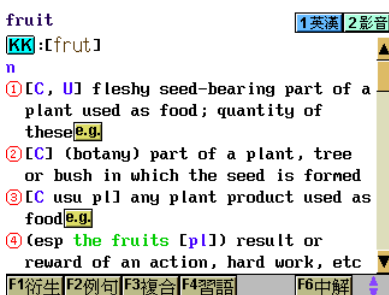 fruit
1英漢 2影音
KK:[frut]
n
①[C, U] fleshy seed-bearing part of a
plant used as food; quantity of
these e.g.
②[C] (botany) part of a plant, tree
or bush in which the seed is formed
③[C usu pl] any plant product used as
food e.g.
④(esp the fruits [pl]) result or
reward of an action, hard work, etc
F1衍生 F2例句 F3複合 F4習語 F6中解